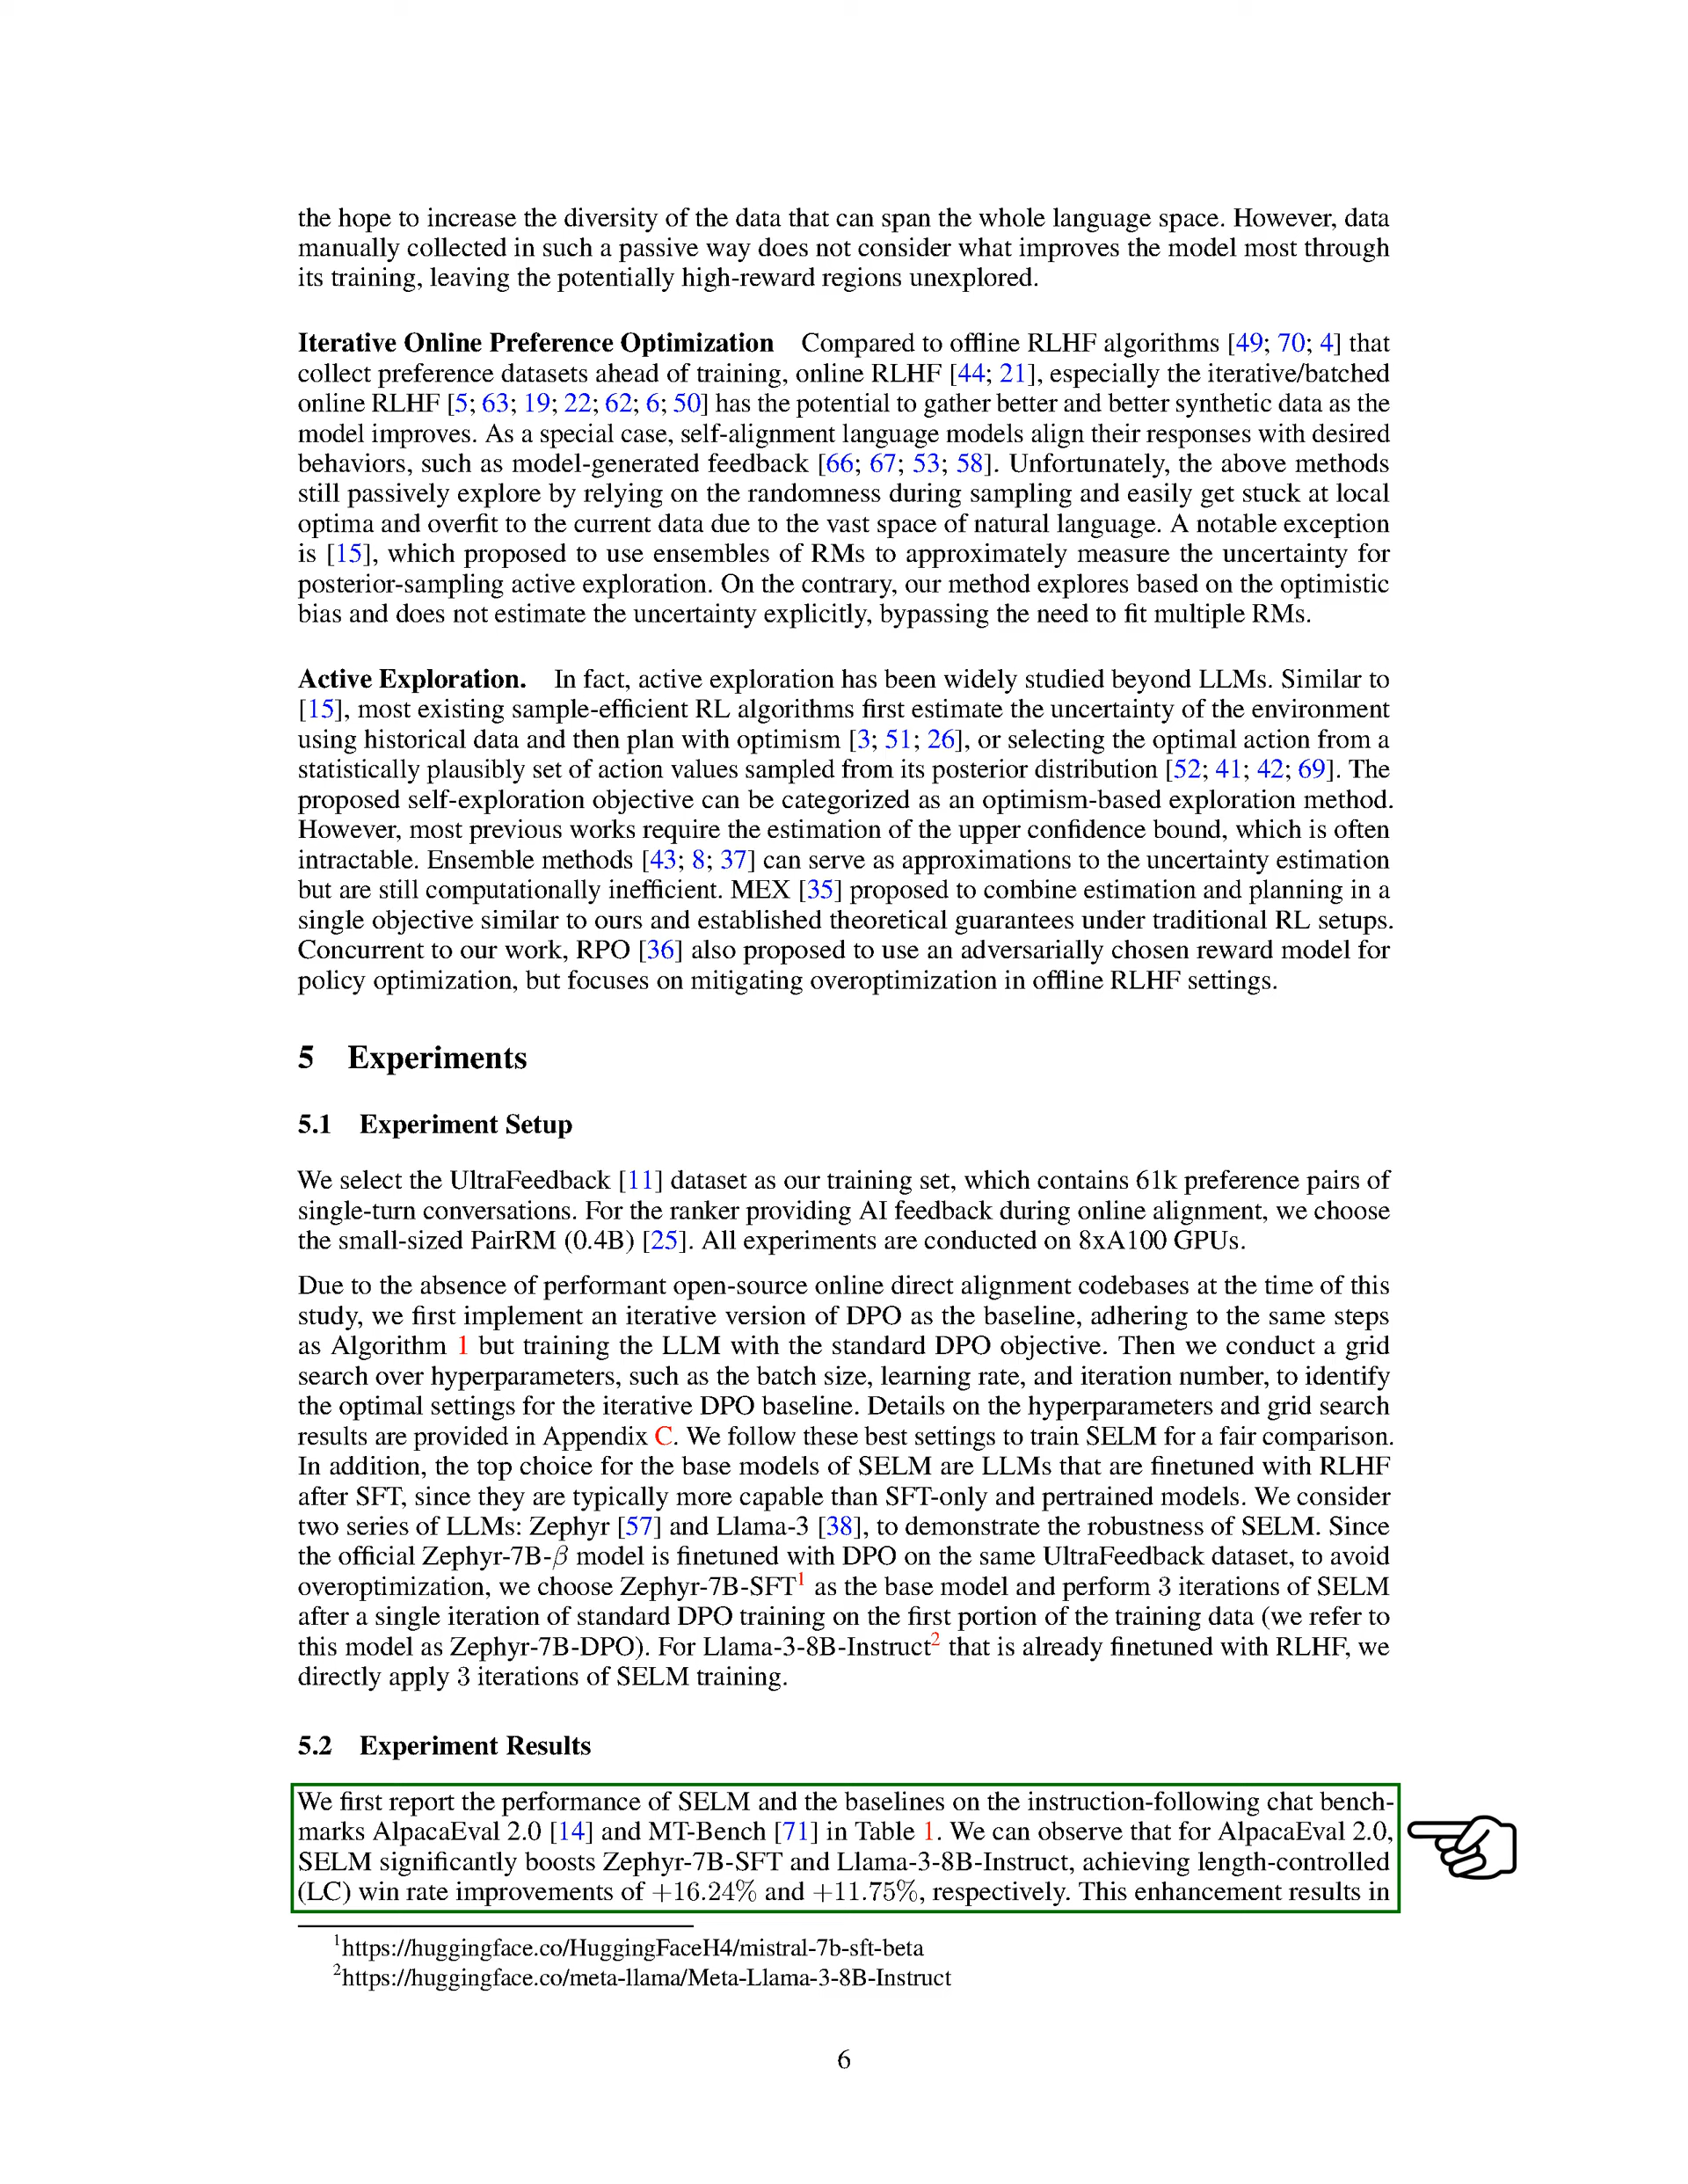 the hope to increase the diversity of the data that can span the whole language space. However, data
manually collected in such a passive way does not consider what improves the model most through
its training, leaving the potentially high-reward regions unexplored.
Iterative Online Preference Optimization Compared to offline RLHF algorithms [49; 70; 4] that
collect preference datasets ahead of training, online RLHF [44; 21], especially the iterative/batched
online RLHF [5; 63; 19; 22; 62; 6; 50] has the potential to gather better and better synthetic data as the
model improves. As a special case, self-alignment language models align their responses with desired
behaviors, such as model-generated feedback [66; 67; 53; 58]. Unfortunately, the above methods
still passively explore by relying on the randomness during sampling and easily get stuck at local
optima and overfit to the current data due to the vast space of natural language. A notable exception
is [15], which proposed to use ensembles of RMs to approximately measure the uncertainty for
posterior-sampling active exploration. On the contrary, our method explores based on the optimistic
bias and does not estimate the uncertainty explicitly, bypassing the need to fit multiple RMs.
Active Exploration. In fact, active exploration has been widely studied beyond LLMs. Similar to
[15], most existing sample-efficient RL algorithms first estimate the uncertainty of the environment
using historical data and then plan with optimism [3; 51; 26], or selecting the optimal action from a
statistically plausibly set of action values sampled from its posterior distribution [52; 41; 42; 69]. The
proposed self-exploration objective can be categorized as an optimism-based exploration method.
However, most previous works require the estimation of the upper confidence bound, which is often
intractable. Ensemble methods [43; 8; 37] can serve as approximations to the uncertainty estimation
but are still computationally inefficient. MEX [35] proposed to combine estimation and planning in a
single objective similar to ours and established theoretical guarantees under traditional RL setups.
Concurrent to our work, RPO [36] also proposed to use an adversarially chosen reward model for
policy optimization, but focuses on mitigating overoptimization in offline RLHF settings.
5 Experiments
5.1 Experiment Setup
We select the UltraFeedback [11] dataset as our training set, which contains 61k preference pairs of
single-turn conversations. For the ranker providing AI feedback during online alignment, we choose
the small-sized PairRM (0.4B) [25]. All experiments are conducted on 8xA100 GPUs.
Due to the absence of performant open-source online direct alignment codebases at the time of this
study, we first implement an iterative version of DPO as the baseline, adhering to the same steps
as Algorithm 1 but training the LLM with the standard DPO objective. Then we conduct a grid
search over hyperparameters, such as the batch size, learning rate, and iteration number, to identify
the optimal settings for the iterative DPO baseline. Details on the hyperparameters and grid search
results are provided in Appendix C. We follow these best settings to train SELM for a fair comparison.
In addition, the top choice for the base models of SELM are LLMs that are finetuned with RLHF
after SFT, since they are typically more capable than SFT-only and pertrained models. We consider
two series of LLMs: Zephyr [57] and Llama-3 [38], to demonstrate the robustness of SELM. Since
the official Zephyr-7B-β model is finetuned with DPO on the same UltraFeedback dataset, to avoid
overoptimization, we choose Zephyr-7B-SFT¹ as the base model and perform 3 iterations of SELM
after a single iteration of standard DPO training on the first portion of the training data (we refer to
this model as Zephyr-7B-DPO). For Llama-3-8B-Instruct² that is already finetuned with RLHF, we
directly apply 3 iterations of SELM training.
5.2 Experiment Results
We first report the performance of SELM and the baselines on the instruction-following chat bench-
marks AlpacaEval 2.0 [14] and MT-Bench [71] in Table 1. We can observe that for AlpacaEval 2.0,
SELM significantly boosts Zephyr-7B-SFT and Llama-3-8B-Instruct, achieving length-controlled
(LC) win rate improvements of +16.24% and +11.75%, respectively. This enhancement results in
¹https://huggingface.co/HuggingFaceH4/mistral-7b-sft-beta
²https://huggingface.co/meta-llama/Meta-Llama-3-8B-Instruct
6